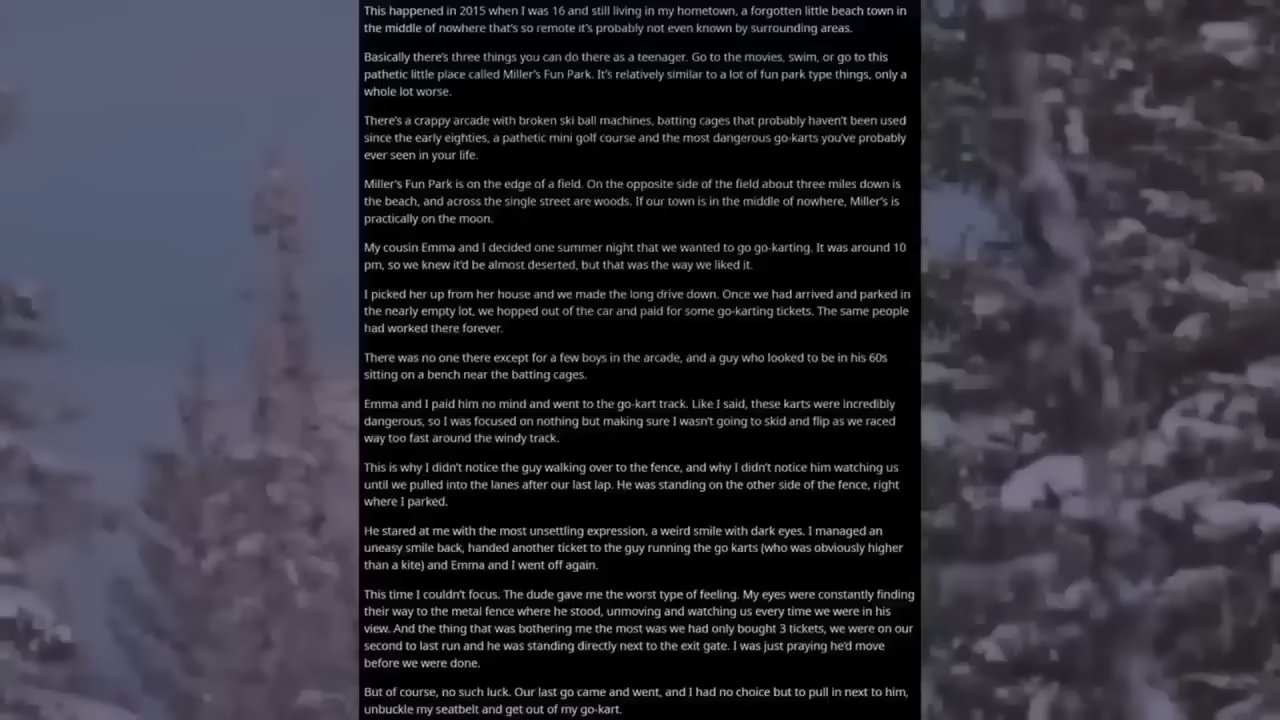 This happened in 2015 when I was 16 and still living in my hometown, a forgotten little beach town in
the middle of nowhere that's so remote it's probably not even known by surrounding areas.
Basically there's three things you can do there as a teenager. Go to the movies, swim, or go to this
pathetic little place called Miller's Fun Park. It's relatively similar to a lot of fun park type things, only a
whole lot worse.
There's a crappy arcade with broken ski ball machines, batting cages that probably haven't been used
since the early eighties, a pathetic mini golf course and the most dangerous go-karts you've probably
ever seen in your life.
Miller's Fun Park is on the edge of a field. On the opposite side of the field about three miles down is
the beach, and across the single street are woods. If our town is in the middle of nowhere, Miller's is
practically on the moon.
My cousin Emma and I decided one summer night that we wanted to go go-karting. It was around 10
pm, so we knew it'd be almost deserted, but that was the way we liked it.
I picked her up from her house and we made the long drive down. Once we had arrived and parked in
the nearly empty lot, we hopped out of the car and paid for some go-karting tickets. The same people
had worked there forever.
There was no one there except for a few boys in the arcade, and a guy who looked to be in his 60s
sitting on a bench near the batting cages.
Emma and I paid him no mind and went to the go-kart track. Like I said, these karts were incredibly
dangerous, so I was focused on nothing but making sure I wasn't going to skid and flip as we raced
way too fast around the windy track.
This is why I didn't notice the guy walking over to the fence, and why I didn't notice him watching us
until we pulled into the lanes after our last lap. He was standing on the other side of the fence, right
where I parked.
He stared at me with the most unsettling expression, a weird smile with dark eyes. I managed an
uneasy smile back, handed another ticket to the guy running the go karts (who was obviously higher
than a kite) and Emma and I went off again.
This time I couldn't focus. The dude gave me the worst type of feeling. My eyes were constantly finding
their way to the metal fence where he stood, unmoving and watching us every time we were in his
view. And the thing that was bothering me the most was we had only bought 3 tickets, we were on our
second to last run and he was standing directly next to the exit gate. I was just praying he'd move
before we were done.
But of course, no such luck. Our last go came and went, and I had no choice but to pull in next to him,
unbuckle my seatbelt and get out of my go-kart.